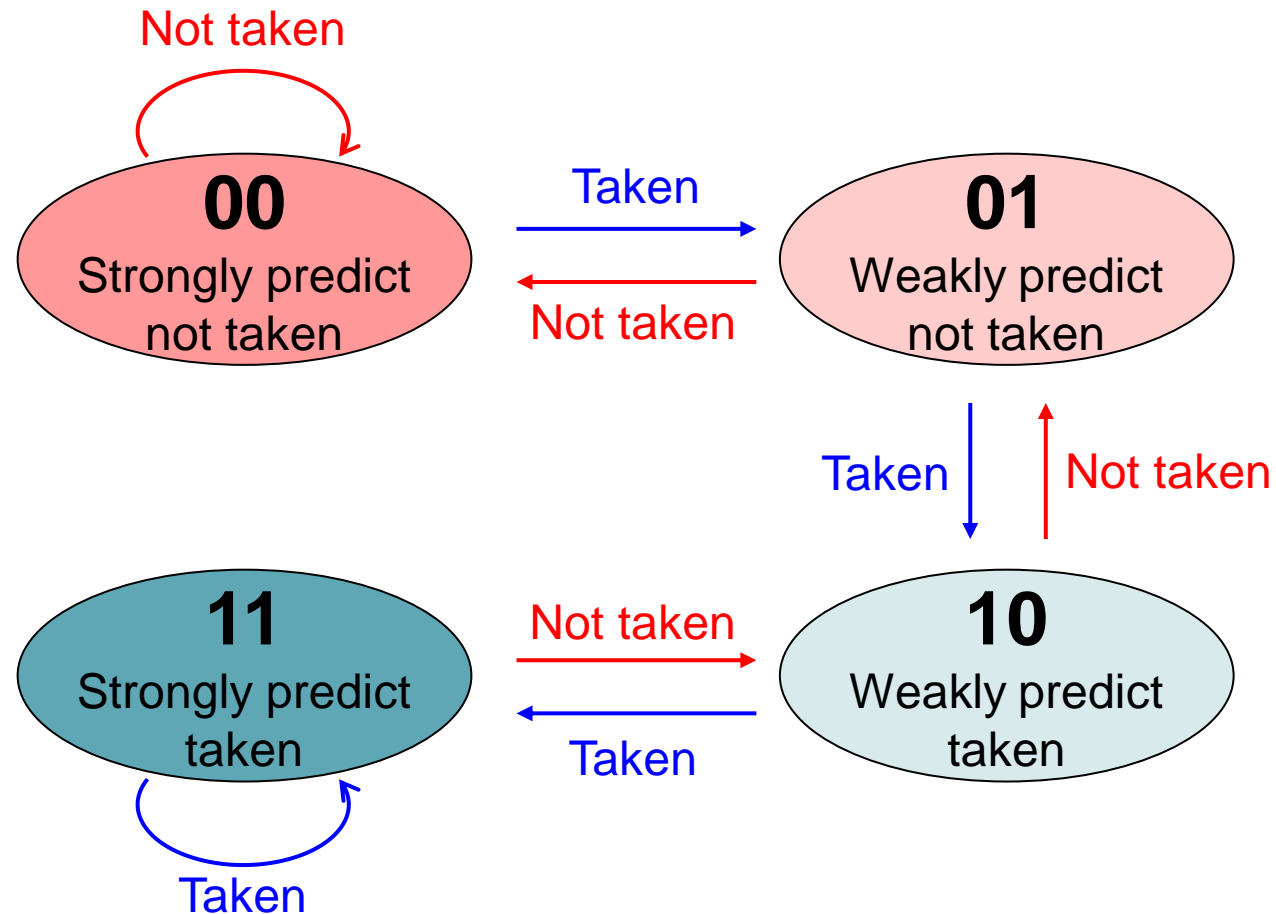 Not taken
00
Strongly predict
not taken
Taken
Not taken
01
Weakly predict
not taken
Taken
Not taken
11
Strongly predict
taken
Not taken
Taken
10
Weakly predict
taken
Taken